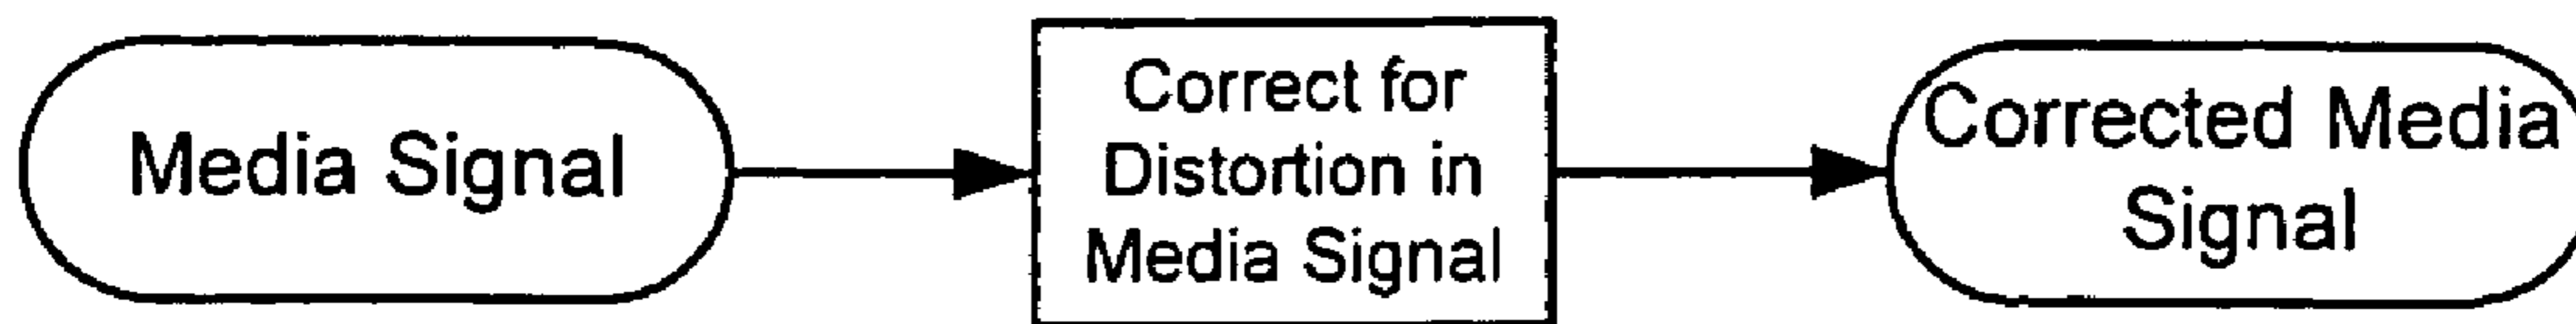 Media Signal
Correct for
Distortion in
Media Signal
Corrected Media
Signal